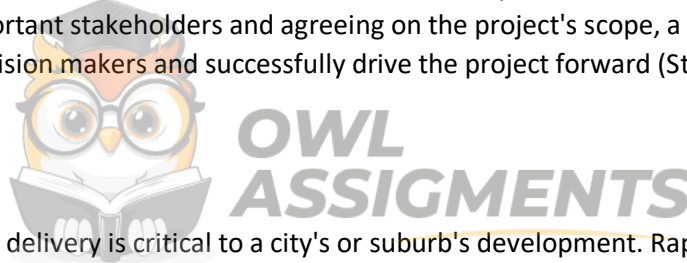 ortant stakeholders and agreeing on the project's scope, a
ision makers and successfully drive the project forward (St
OWL
ASSIGMENTS
delivery is critical to a city's or suburb's development. Rap